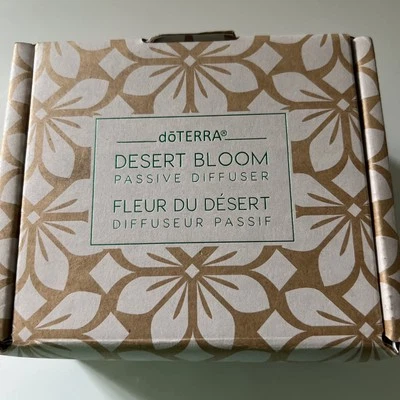 dōTERRA®
DESERT BLOOM
PASSIVE DIFFUSER
FLEUR DU DÉSERT
DIFFUSEUR PASSIF